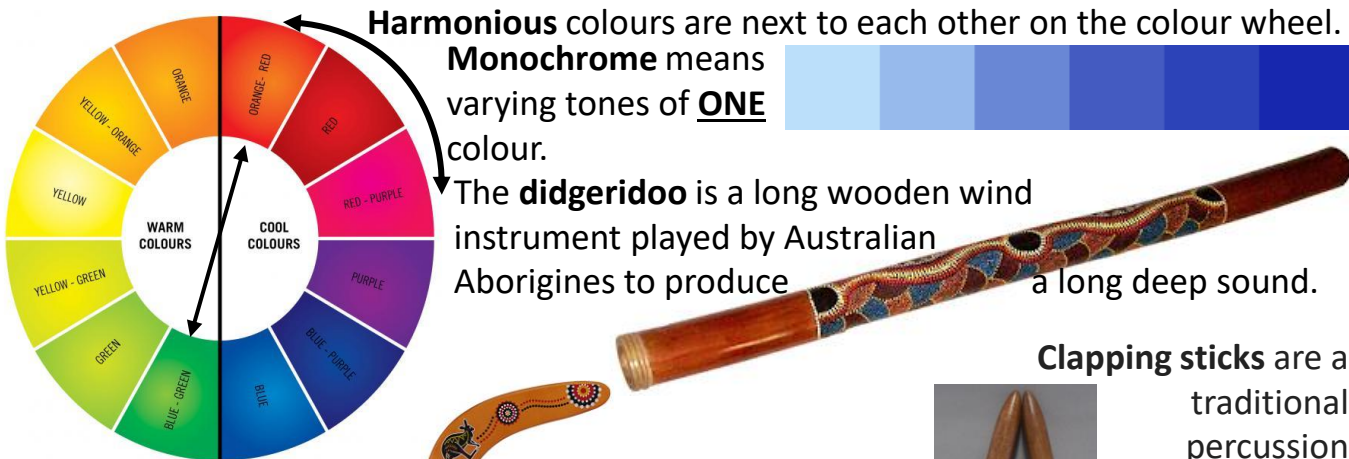 Harmonious colours are next to each other on the colour wheel.
Monochrome means
varying tones of ONE
colour.
The didgeridoo is a long wooden wind
instrument played by Australian
Aborigines to produce a long deep sound.
Clapping sticks are a
traditional
percussion
ORANGE
ORANGE- RED
RED
RED - PURPLE
PURPLE
BLUE - PURPLE
BLUE
BLUE - GREEN
GREEN
YELLOW - GREEN
YELLOW
YELLOW - ORANGE
WARM
COLOURS
COOL
COLOURS